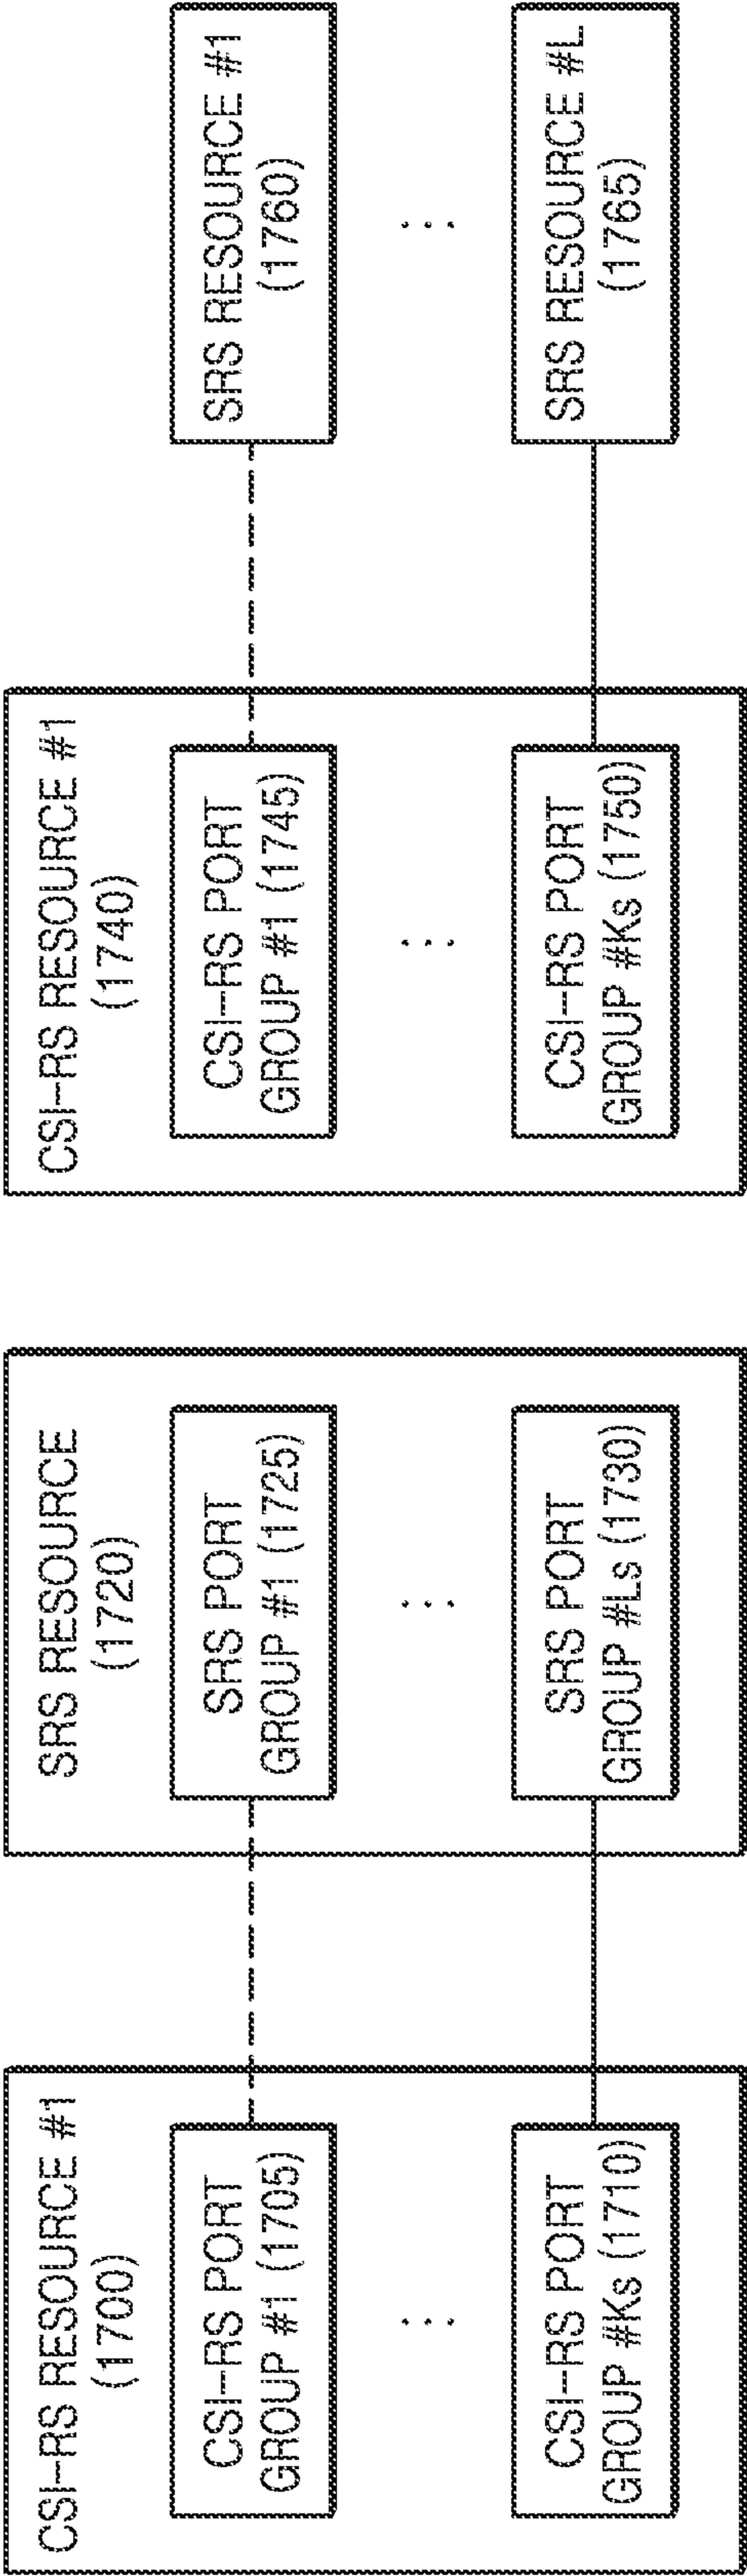 CSI-RS RESOURCE #1
(1700)
CSI-RS PORT
GROUP #1 (1705)
...
CSI-RS PORT
GROUP #Ks (1710)
SRS RESOURCE
(1720)
SRS PORT
GROUP #1 (1725)
...
SRS PORT
GROUP #Ls (1730)
CSI-RS RESOURCE #1
(1740)
CSI-RS PORT
GROUP #1 (1745)
...
CSI-RS PORT
GROUP #Ks (1750)
SRS RESOURCE #1
(1760)
...
SRS RESOURCE #L
(1765)